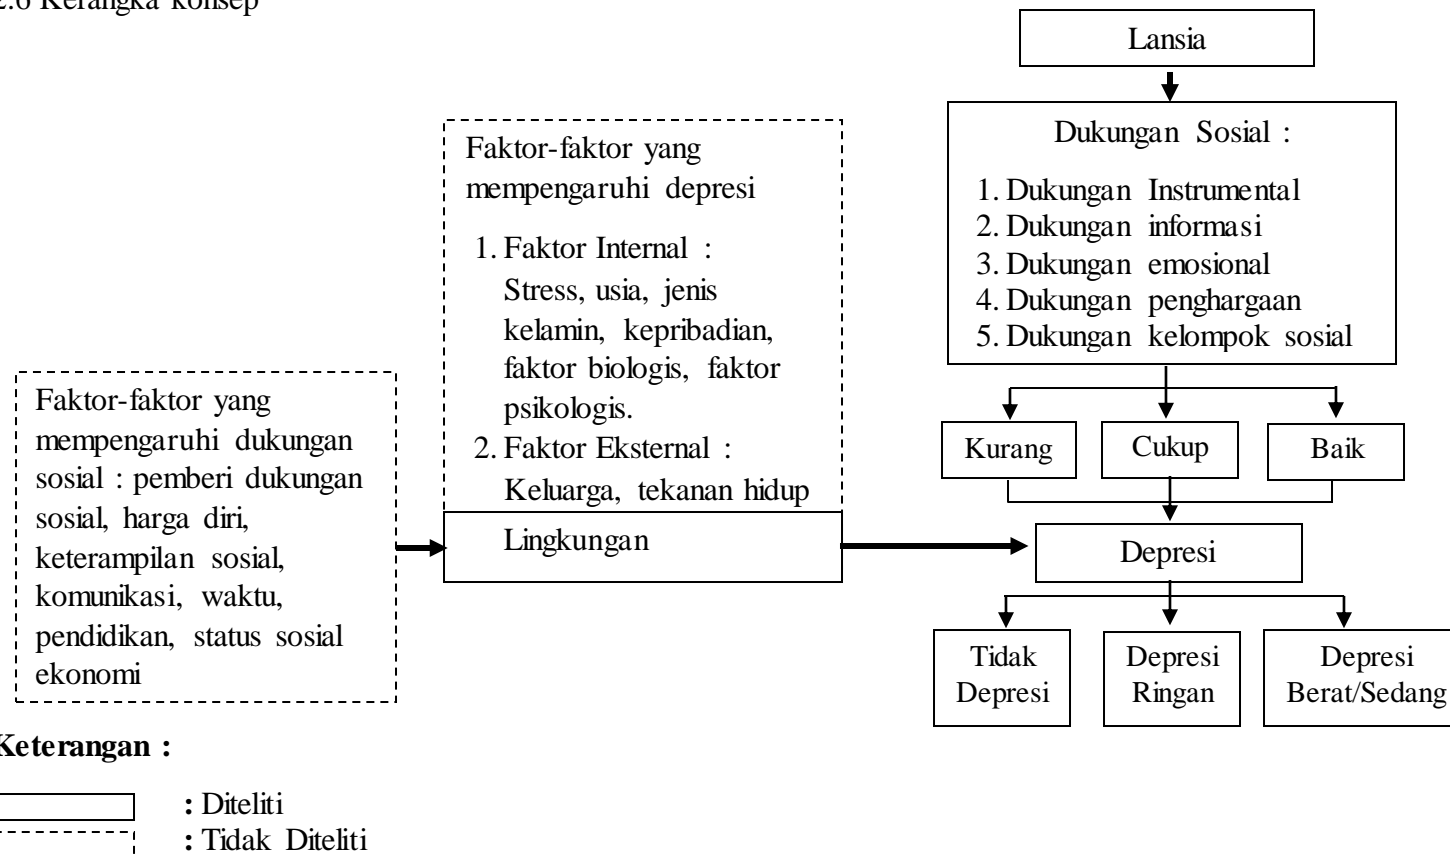 2.6 Kerangka konsep
Lansia
Dukungan Sosial :
1. Dukungan Instrumental
2. Dukungan informasi
3. Dukungan emosional
4. Dukungan penghargaan
5. Dukungan kelompok sosial
Faktor-faktor yang
mempengaruhi depresi
1. Faktor Internal :
Stress, usia, jenis
kelamin, kepribadian,
faktor biologis, faktor
psikologis.
2. Faktor Eksternal :
Keluarga, tekanan hidup
Lingkungan
Faktor-faktor yang
mempengaruhi dukungan
sosial : pemberi dukungan
sosial, harga diri,
keterampilan sosial,
komunikasi, waktu,
pendidikan, status sosial
ekonomi
Kurang
Cukup
Baik
Depresi
Tidak
Depresi
Depresi
Ringan
Depresi
Berat/Sedang
Keterangan :
: Diteliti
: Tidak Diteliti